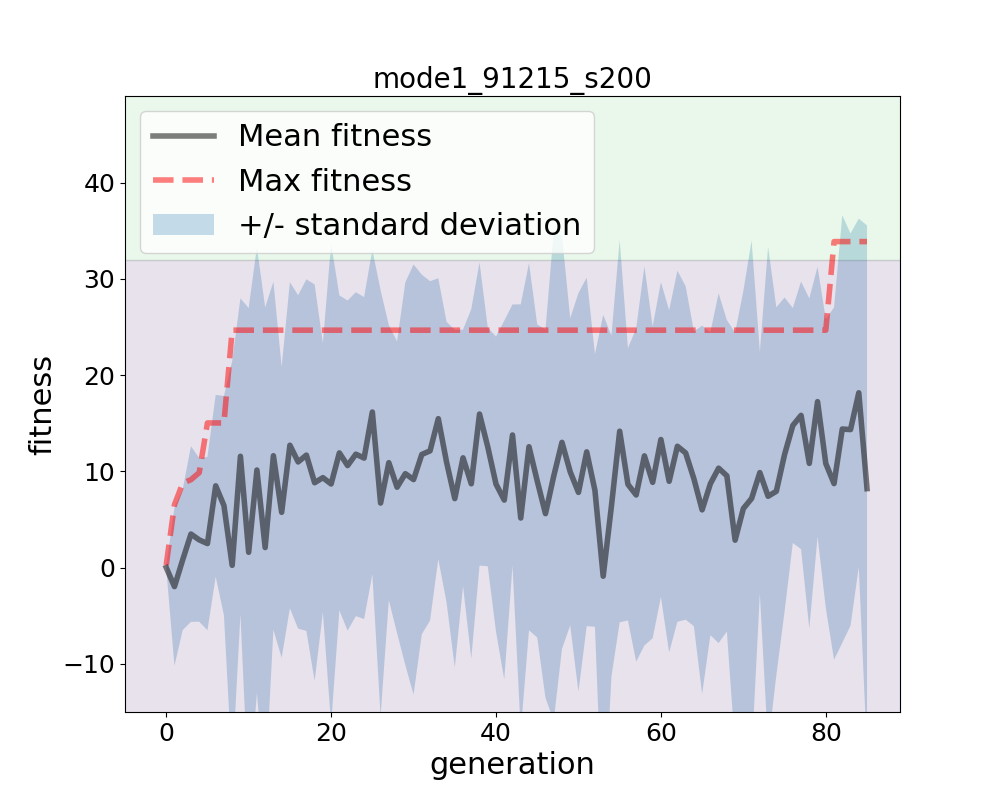 mode1_91215_s200
Mean fitness
Max fitness
+/- standard deviation
fitness
40
30
20
10
0
−10
0 20 40 60 80
generation